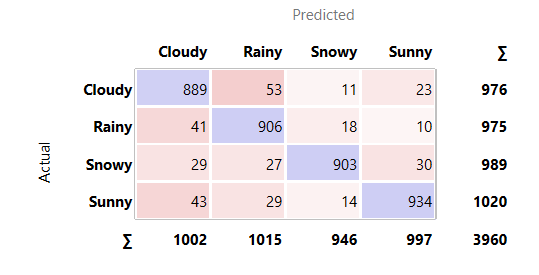 Predicted
Cloudy Rainy Snowy Sunny ∑
Cloudy 889 53 11 23 976
Rainy 41 906 18 10 975
Snowy 29 27 903 30 989
Sunny 43 29 14 934 1020
∑ 1002 1015 946 997 3960
Actual